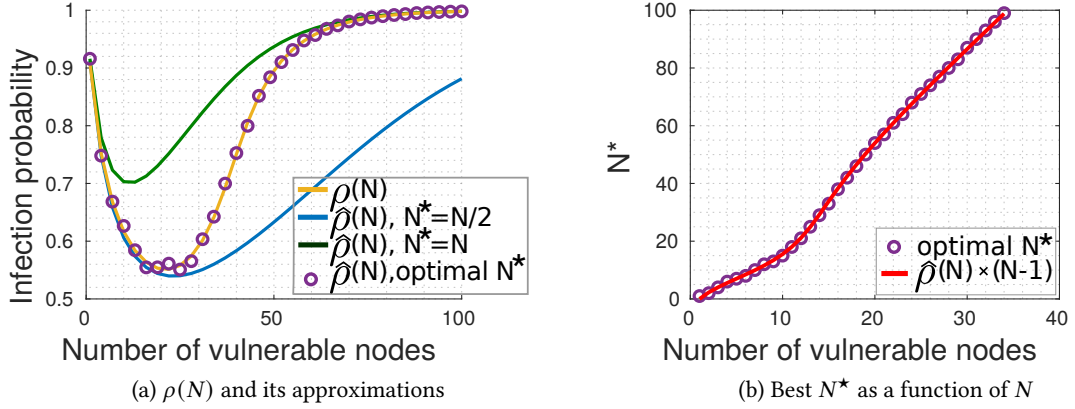 1
0.9
0.8
0.7
0.6
0.5
0
50
100
Infection probability
Number of vulnerable nodes
ρ(N)
ρ̂(N), N*=N/2
ρ̂(N), N*=N
ρ̂(N),optimal N*
(a) ρ(N) and its approximations
100
80
60
40
20
0
0
10
20
30
40
N*
Number of vulnerable nodes
optimal N*
ρ̂(N)×(N-1)
(b) Best N★ as a function of N